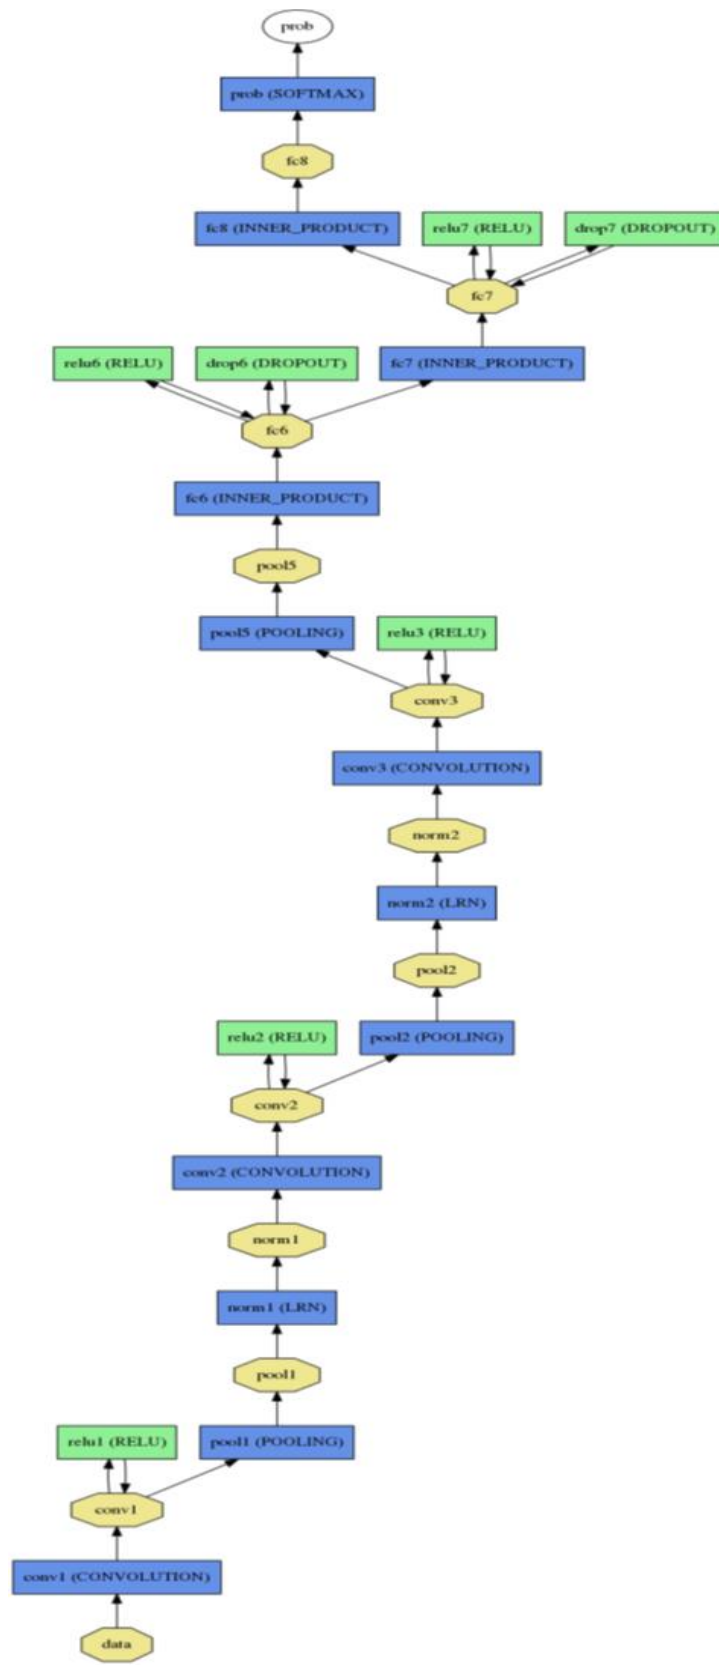 prob
prob (SOFTMAX)
fc8
fc8 (INNER_PRODUCT)
relu7 (RELU)
drop7 (DROPOUT)
fc7
relu6 (RELU)
drop6 (DROPOUT)
fc7 (INNER_PRODUCT)
fc6
fc6 (INNER_PRODUCT)
pool5
pool5 (POOLING)
relu3 (RELU)
conv3
conv3 (CONVOLUTION)
norm2
norm2 (LRN)
pool2
relu2 (RELU)
pool2 (POOLING)
conv2
conv2 (CONVOLUTION)
norm1
norm1 (LRN)
pool1
relu1 (RELU)
pool1 (POOLING)
conv1
conv1 (CONVOLUTION)
data